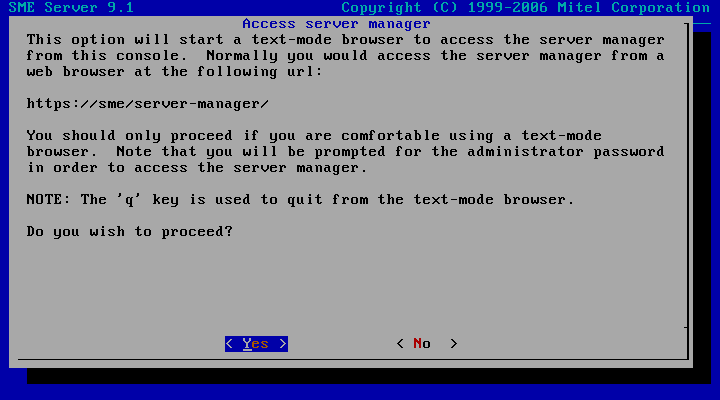 SME Server 9.1 Copyright (C) 1999-2006 Mitel Corporation
Access server manager
This option will start a text-mode browser to access the server manager
from this console.  Normally you would access the server manager from a
web browser at the following url:
https://sme/server-manager/
You should only proceed if you are comfortable using a text-mode
browser.  Note that you will be prompted for the administrator password
in order to access the server manager.
NOTE: The 'q' key is used to quit from the text-mode browser.
Do you wish to proceed?
< Yes > < No >